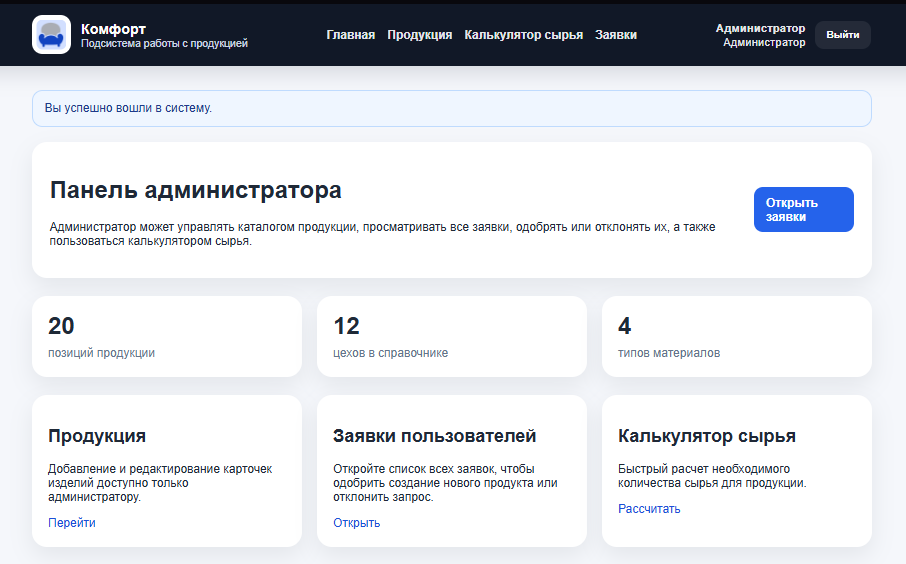 Комфорт
Подсистема работы с продукцией
Главная Продукция Калькулятор сырья Заявки
Администратор
Администратор
Выйти
Вы успешно вошли в систему.
Панель администратора
Администратор может управлять каталогом продукции, просматривать все заявки, одобрять или отклонять их, а также
пользоваться калькулятором сырья.
Открыть
заявки
20
позиций продукции
12
цехов в справочнике
4
типов материалов
Продукция
Добавление и редактирование карточек
изделий доступно только
администратору.
Перейти
Заявки пользователей
Откройте список всех заявок, чтобы
одобрить создание нового продукта или
отклонить запрос.
Открыть
Калькулятор сырья
Быстрый расчет необходимого
количества сырья для продукции.
Рассчитать